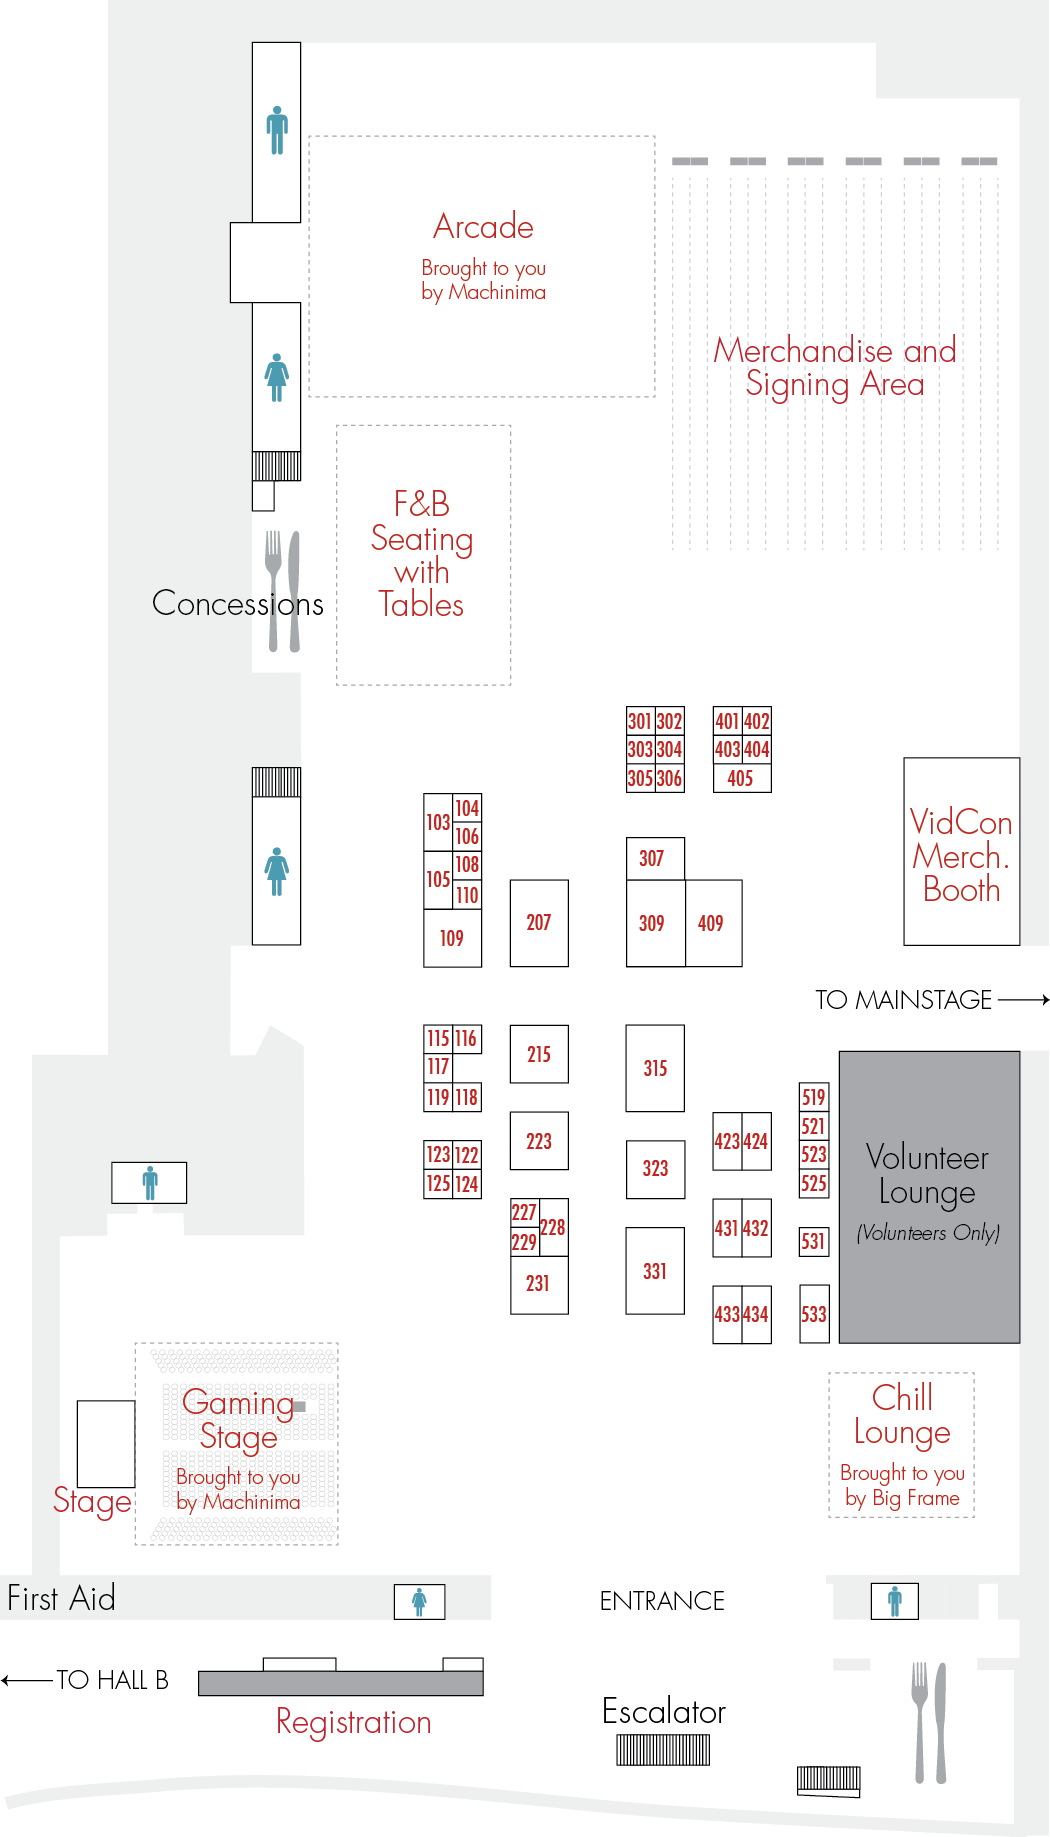 Arcade
Brought to you
by Machinima
Merchandise and
Signing Area
F&B
Seating
with
Tables
Concessions
301 302
303 304
305 306
401 402
403 404
405
103 104
106
105 108
110
109
207
307
309 409
VidCon
Merch.
Booth
TO MAINSTAGE
115 116
117
119 118
123 122
125 124
215
223
227 228
229
231
315
323
331
423 424
431 432
433 434
519
521
523
525
531
533
Volunteer
Lounge
(Volunteers Only)
Gaming
Stage
Brought to you
by Machinima
Stage
Chill
Lounge
Brought to you
by Big Frame
First Aid
ENTRANCE
TO HALL B
Registration
Escalator